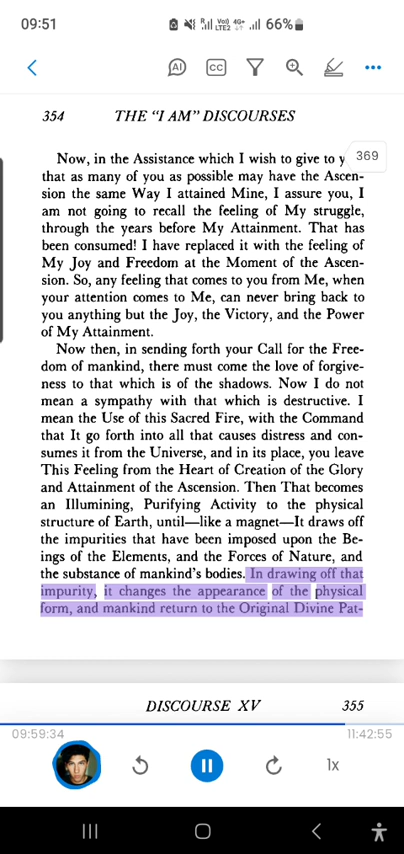 09:51
66%
AI
CC
354 THE “I AM” DISCOURSES
369
Now, in the Assistance which I wish to give to y
that as many of you as possible may have the Ascen-
sion the same Way I attained Mine, I assure you, I
am not going to recall the feeling of My struggle,
through the years before My Attainment. That has
been consumed! I have replaced it with the feeling of
My Joy and Freedom at the Moment of the Ascen-
sion. So, any feeling that comes to you from Me, when
your attention comes to Me, can never bring back to
you anything but the Joy, the Victory, and the Power
of My Attainment.
Now then, in sending forth your Call for the Free-
dom of mankind, there must come the love of forgive-
ness to that which is of the shadows. Now I do not
mean a sympathy with that which is destructive. I
mean the Use of this Sacred Fire, with the Command
that It go forth into all that causes distress and con-
sumes it from the Universe, and in its place, you leave
This Feeling from the Heart of Creation of the Glory
and Attainment of the Ascension. Then That becomes
an Illumining, Purifying Activity to the physical
structure of Earth, until—like a magnet—It draws off
the impurities that have been imposed upon the Be-
ings of the Elements, and the Forces of Nature, and
the substance of mankind's bodies. In drawing off that
impurity, it changes the appearance of the physical
form, and mankind return to the Original Divine Pat-
DISCOURSE XV 355
09:59:34 11:42:55
1x